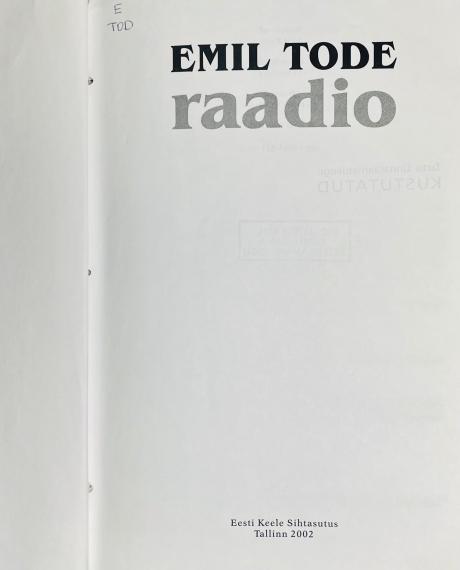 E
TOD
EMIL TODE
raadio
KUSTUTATUD
Eesti Keele Sihtasutus
Tallinn 2002